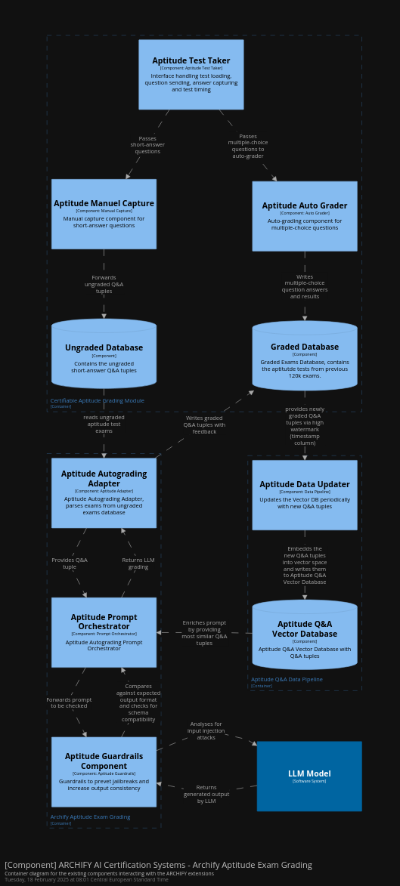 Aptitude Test Taker
[Component: Aptitude Test Taker]
Interface handling test loading,
question sending, answer capturing
and test timing
Passes
short-answer
questions
Passes
multiple-choice
questions to
auto-grader
Aptitude Manuel Capture
[Component: Manual Capture]
Manual capture component for
short-answer questions
Aptitude Auto Grader
[Component: Auto Grader]
Auto-grading component for
multiple-choice questions
Forwards
ungraded Q&A
tuples
Writes
multiple-choice
question answers
and results
Ungraded Database
[Component]
Contains the ungraded
short-answer Q&A tuples
Graded Database
[Component]
Graded Exams Database, contains
the aptitutde tests from previous
120k exams.
Certifiable Aptitude Grading Module
[Container]
reads ungraded
aptitude test
exams
Writes graded
Q&A tuples with
feedback
provides newly
graded Q&A
tuples via high
watermark
(timestamp
column)
Aptitude Autograding
Adapter
[Component: Aptitude Adapter]
Aptitude Autograding Adapter,
parses exams from ungraded
exams database
Aptitude Data Updater
[Component: Data Pipeline]
Updates the Vector DB periodically
with new Q&A tuples
Provides Q&A
tuple
Returns LLM
grading
Embedds the
new Q&A tuples
into vector space
and writes them
to Aptitude Q&A
Vector Database
Aptitude Prompt
Orchestrator
[Component: Prompt Orchestrator]
Aptitude Autograding Prompt
Orchestrator
Enriches prompt
by providing
most similar Q&A
tuples
Aptitude Q&A
Vector Database
[Component]
Aptitude Q&A Vector Database with
Q&A tuples
Aptitude Q&A Data Pipeline
[Container]
Forwards prompt
to be checked
Compares
against expected
output format
and checks for
schema
compatibility
Aptitude Guardrails
Component
[Component: Aptitude Guardrails]
Guardrails to prevet jailbreaks and
increase output consistency
Analyses for
input injection
attacks
Returns
generated output
by LLM
LLM Model
[Software System]
Archify Aptitude Exam Grading
[Container]
[Component] ARCHIFY AI Certification Systems - Archify Aptitude Exam Grading
Container diagram for the existing components interacting with the ARCHIFY extensions
Tuesday, 18 February 2025 at 08:01 Central European Standard Time